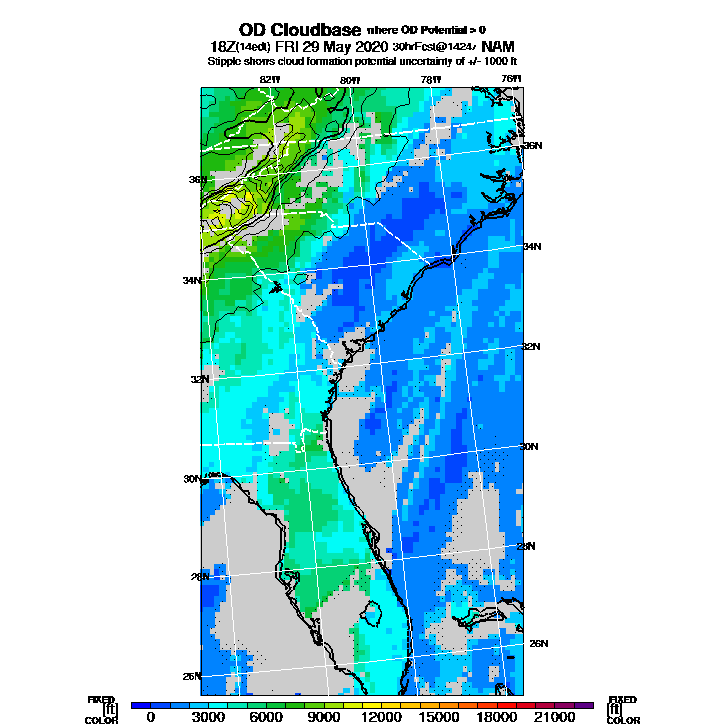 OD Cloudbase where OD Potential > 0
18Z(14edt) FRI 29 May 2020 30hrFcst@1424z NAM
Stipple shows cloud formation potential uncertainty of +/- 1000 ft
82W 80W 78W 76W
36N
36N
34N
34N
32N
32N
30N
30N
28N
28N
26N
26N
FIXED FIXED
[ft] [ft]
COLOR 0 3000 6000 9000 12000 15000 18000 21000 COLOR